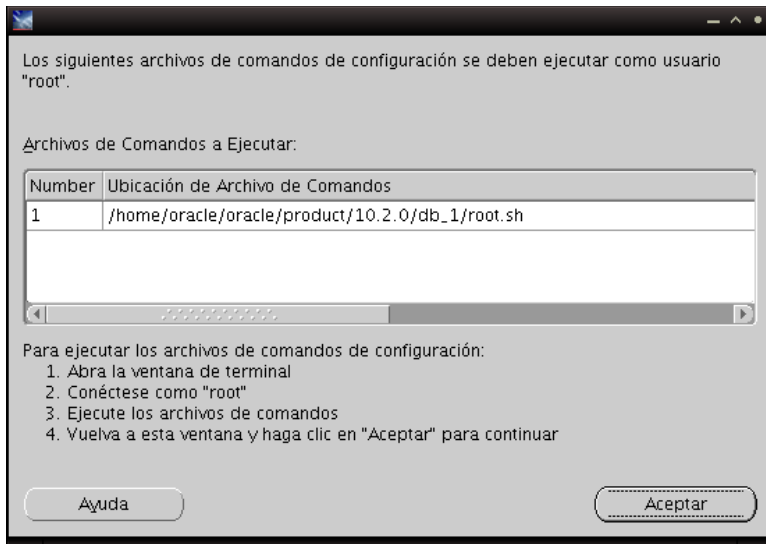 Los siguientes archivos de comandos de configuración se deben ejecutar como usuario
"root".
Archivos de Comandos a Ejecutar:
Number Ubicación de Archivo de Comandos
1 /home/oracle/oracle/product/10.2.0/db_1/root.sh
Para ejecutar los archivos de comandos de configuración:
1. Abra la ventana de terminal
2. Conéctese como "root"
3. Ejecute los archivos de comandos
4. Vuelva a esta ventana y haga clic en "Aceptar" para continuar
Ayuda Aceptar